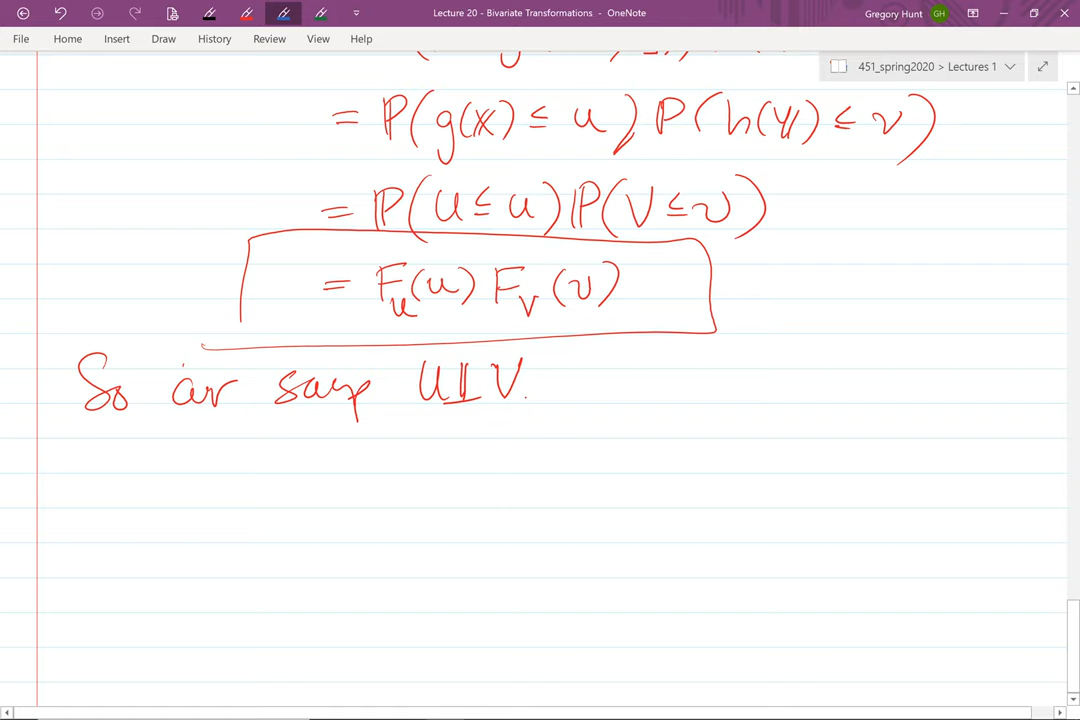 Lecture 20 - Bivariate Transformations - OneNote
Gregory Hunt GH
File Home Insert Draw History Review View Help
451_spring2020 > Lectures 1
= P(g(X) ≤ u) P(h(Y) ≤ v)
= P(U ≤ u) P(V ≤ v)
= F_U(u) F_V(v)
So we say U ⫫ V.